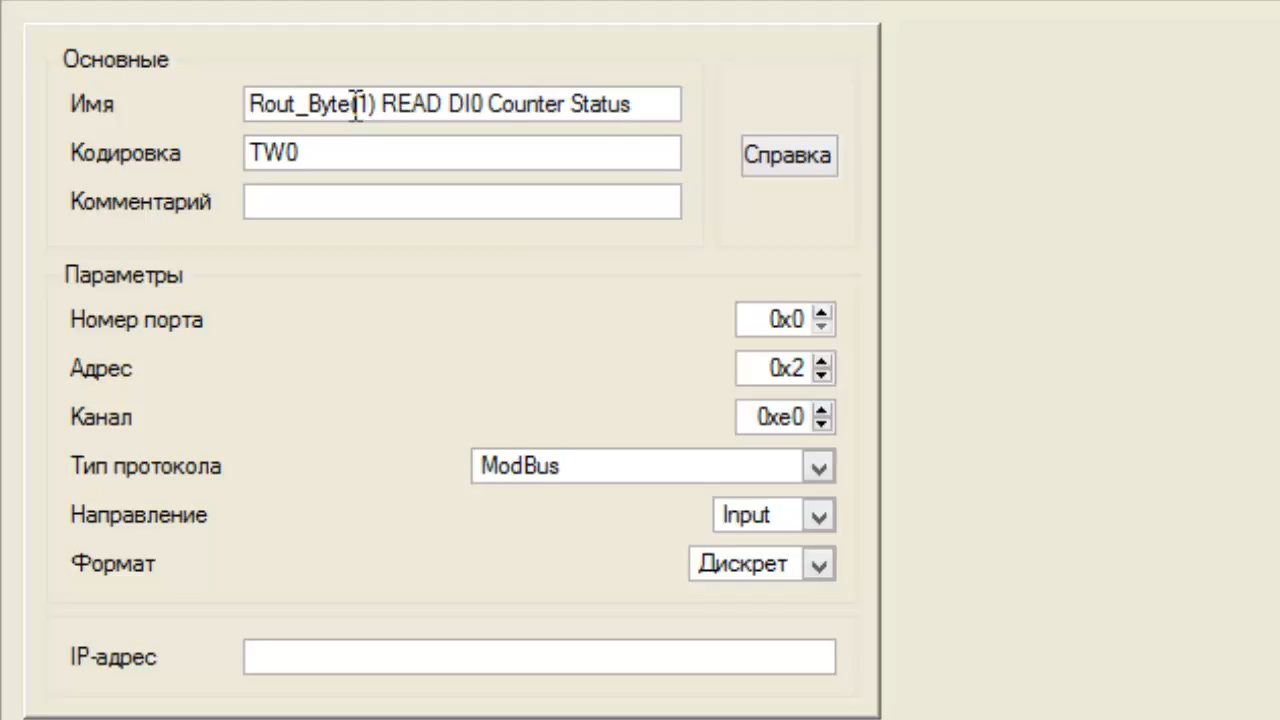 Основные
Имя Rout_Byte(1) READ DI0 Counter Status
Кодировка TW0
Справка
Комментарий
Параметры
Номер порта 0x0
Адрес 0x2
Канал 0xe0
Тип протокола ModBus
Направление Input
Формат Дискрет
IP-адрес